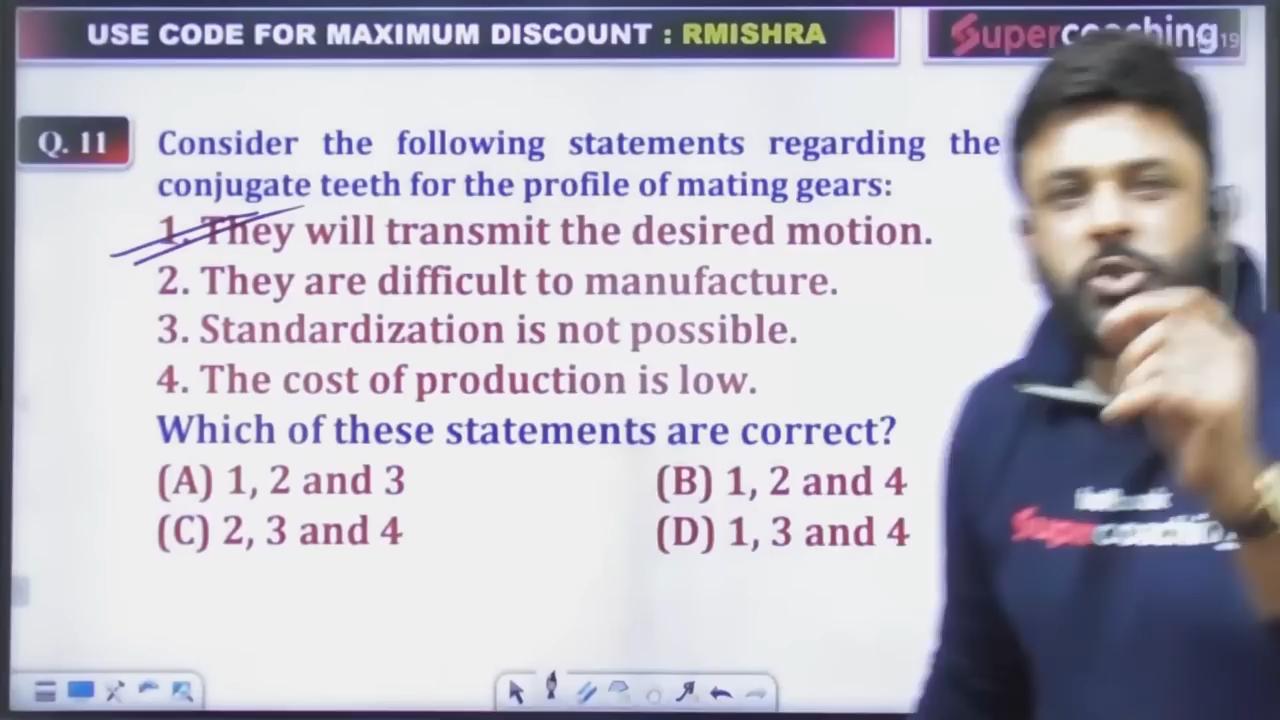 USE CODE FOR MAXIMUM DISCOUNT : RMISHRA
Q. 11
Consider the following statements regarding the
conjugate teeth for the profile of mating gears:
1. They will transmit the desired motion.
2. They are difficult to manufacture.
3. Standardization is not possible.
4. The cost of production is low.
Which of these statements are correct?
(A) 1, 2 and 3
(B) 1, 2 and 4
(C) 2, 3 and 4
(D) 1, 3 and 4